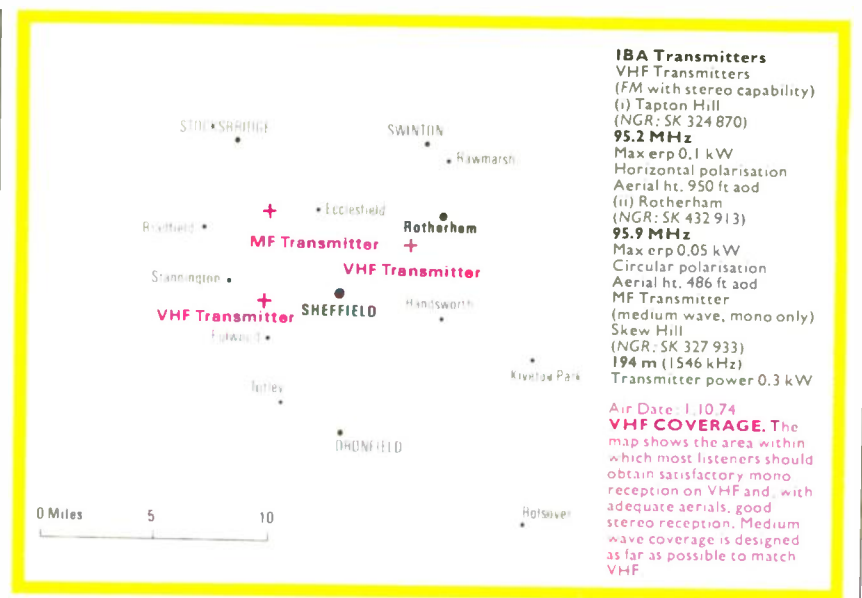 STOCKSBRIDGE
SWINTON
Rawmarsh
Ecclesfield
Bradfield
Rotherham
MF Transmitter
VHF Transmitter
Stannington
SHEFFIELD
Handsworth
VHF Transmitter
Fulwood
Kiveton Park
Totley
DRONFIELD
Bolsover
0 Miles 5 10
IBA Transmitters
VHF Transmitters
(FM with stereo capability)
(i) Tapton Hill
(NGR: SK 324 870)
95.2 MHz
Max erp 0.1 kW
Horizontal polarisation
Aerial ht. 950 ft aod
(ii) Rotherham
(NGR: SK 432 913)
95.9 MHz
Max erp 0.05 kW
Circular polarisation
Aerial ht. 486 ft aod
MF Transmitter
(medium wave, mono only)
Skew Hill
(NGR: SK 327 933)
194 m (1546 kHz)
Transmitter power 0.3 kW
Air Date: 1.10.74
VHF COVERAGE. The
map shows the area within
which most listeners should
obtain satisfactory mono
reception on VHF and, with
adequate aerials, good
stereo reception. Medium
wave coverage is designed
as far as possible to match
VHF